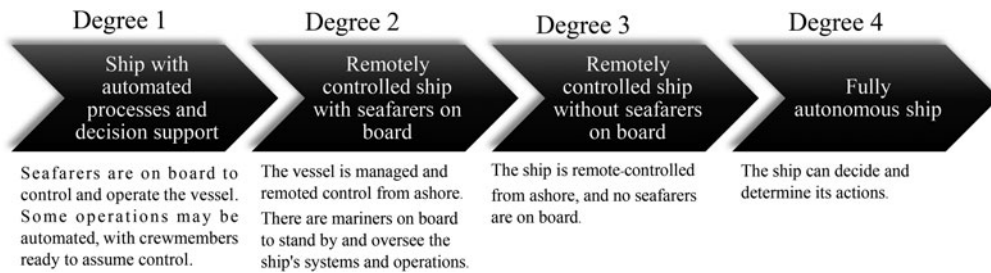 Degree 1
Ship with
automated
processes and
decision support
Seafarers are on board to
control and operate the vessel.
Some operations may be
automated, with crewmembers
ready to assume control.
Degree 2
Remotely
controlled ship
with seafarers on
board
The vessel is managed and
remoted control from ashore.
There are mariners on board
to stand by and oversee the
ship's systems and operations.
Degree 3
Remotely
controlled ship
without seafarers
on board
The ship is remote-controlled
from ashore, and no seafarers
are on board.
Degree 4
Fully
autonomous ship
The ship can decide and
determine its actions.